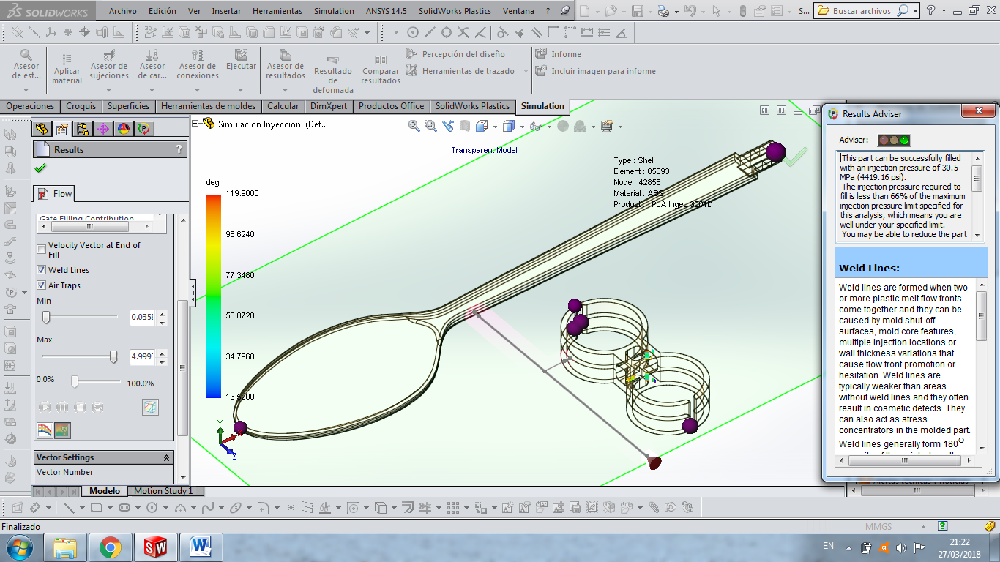 SOLIDWORKS
Archivo Edición Ver Insertar Herramientas Simulation ANSYS 14.5 SolidWorks Plastics Ventana ? S... Buscar archivos ?
Asesor de est...
Aplicar material
Asesor de sujeciones
Asesor de car...
Asesor de conexiones
Ejecutar
Asesor de resultados
Resultado de deformada
Comparar resultados
Percepción del diseño
Herramientas de trazado
Informe
Incluir imagen para informe
Operaciones Croquis Superficies Herramientas de moldes Calcular DimXpert Productos Office SolidWorks Plastics Simulation
Results ?
Flow
Gate Filling Contribution
Velocity Vector at End of
Fill
Weld Lines
Air Traps
Min
0.0358
Max
4.999
0.0% 100.0%
Vector Settings
Vector Number
Simulacion Inyeccion (Def...
Transparent Model
Type : Shell
Element : 85693
Node : 42856
Material : ABS
Product : PLA Ingeo 3001D
deg
119.9000
98.6240
77.3480
56.0720
34.7960
13.5200
Y
Z
Results Adviser
Adviser:
This part can be successfully filled
with an injection pressure of 30.5
MPa (4419.16 psi).
The injection pressure required to
fill is less than 66% of the maximum
injection pressure limit specified for
this analysis, which means you are
well under your specified limit.
You may be able to reduce the part
Weld Lines:
Weld lines are formed when two
or more plastic melt flow fronts
come together and they can be
caused by mold shut-off
surfaces, mold core features,
multiple injection locations or
wall thickness variations that
cause flow front promotion or
hesitation. Weld lines are
typically weaker than areas
without weld lines and they often
result in cosmetic defects. They
can also act as stress
concentrators in the molded part.
Weld lines generally form 180°
Modelo Motion Study 1
Finalizado
MMGS
EN
21:22
27/03/2018